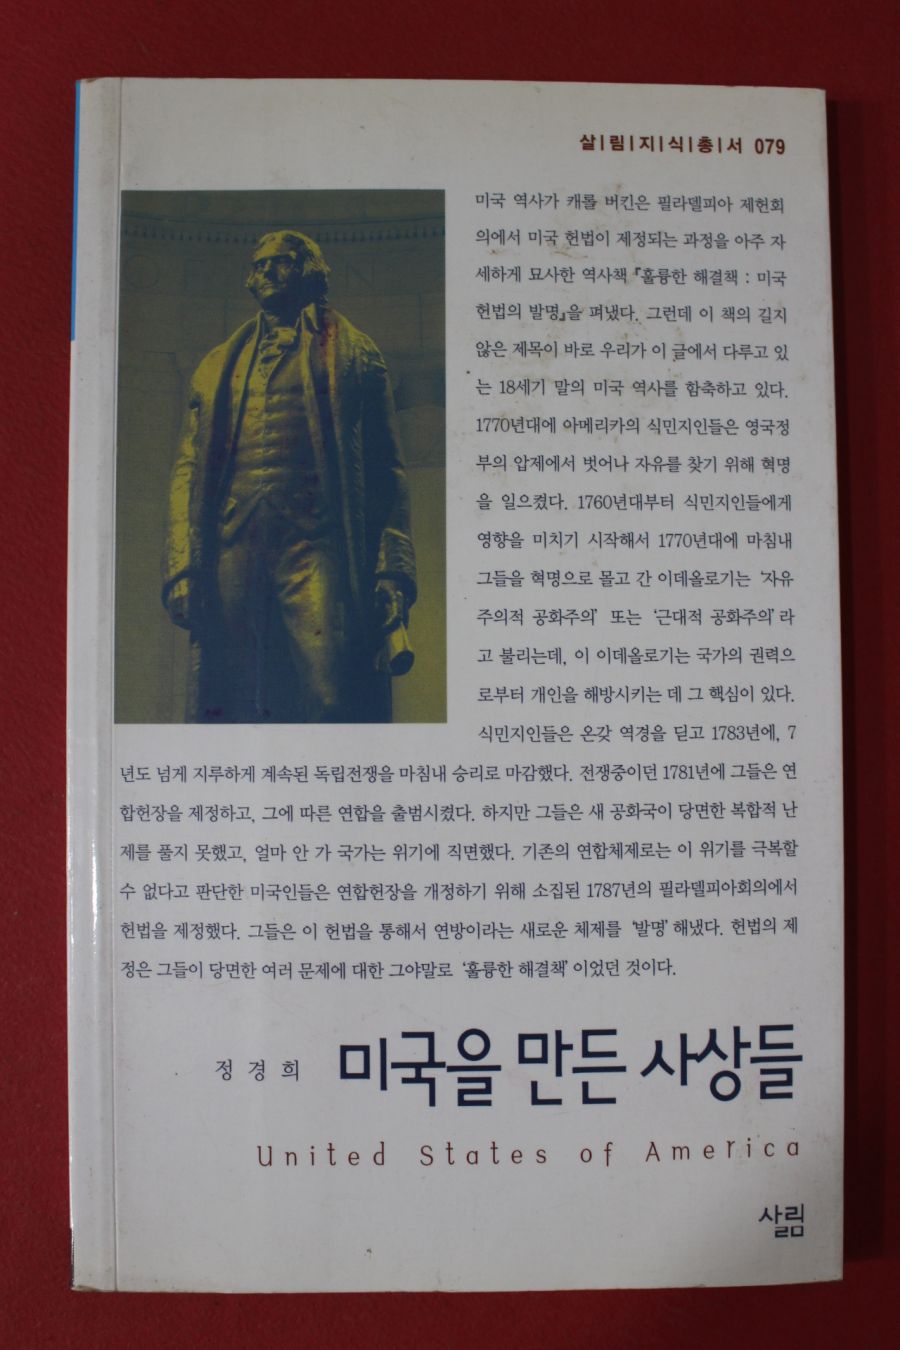 살|림|지|식|총|서 079
미국 역사가 캐롤 버킨은 필라델피아 제헌회
의에서 미국 헌법이 제정되는 과정을 아주 자
세하게 묘사한 역사책 『훌륭한 해결책 : 미국
헌법의 발명』을 펴냈다. 그런데 이 책의 길지
않은 제목이 바로 우리가 이 글에서 다루고 있
는 18세기 말의 미국 역사를 함축하고 있다.
1770년대에 아메리카의 식민지인들은 영국정
부의 압제에서 벗어나 자유를 찾기 위해 혁명
을 일으켰다. 1760년대부터 식민지인들에게
영향을 미치기 시작해서 1770년대에 마침내
그들을 혁명으로 몰고 간 이데올로기는 '자유
주의적 공화주의' 또는 '근대적 공화주의'라
고 불리는데, 이 이데올로기는 국가의 권력으
로부터 개인을 해방시키는 데 그 핵심이 있다.
식민지인들은 온갖 역경을 딛고 1783년에, 7
년도 넘게 지루하게 계속된 독립전쟁을 마침내 승리로 마감했다. 전쟁중이던 1781년에 그들은 연
합헌장을 제정하고, 그에 따른 연합을 출범시켰다. 하지만 그들은 새 공화국이 당면한 복합적 난
제를 풀지 못했고, 얼마 안 가 국가는 위기에 직면했다. 기존의 연합체제로는 이 위기를 극복할
수 없다고 판단한 미국인들은 연합헌장을 개정하기 위해 소집된 1787년의 필라델피아회의에서
헌법을 제정했다. 그들은 이 헌법을 통해서 연방이라는 새로운 체제를 '발명'해냈다. 헌법의 제
정은 그들이 당면한 여러 문제에 대한 그야말로 '훌륭한 해결책'이었던 것이다.
정경희 미국을 만든 사상들
United States of America
살림